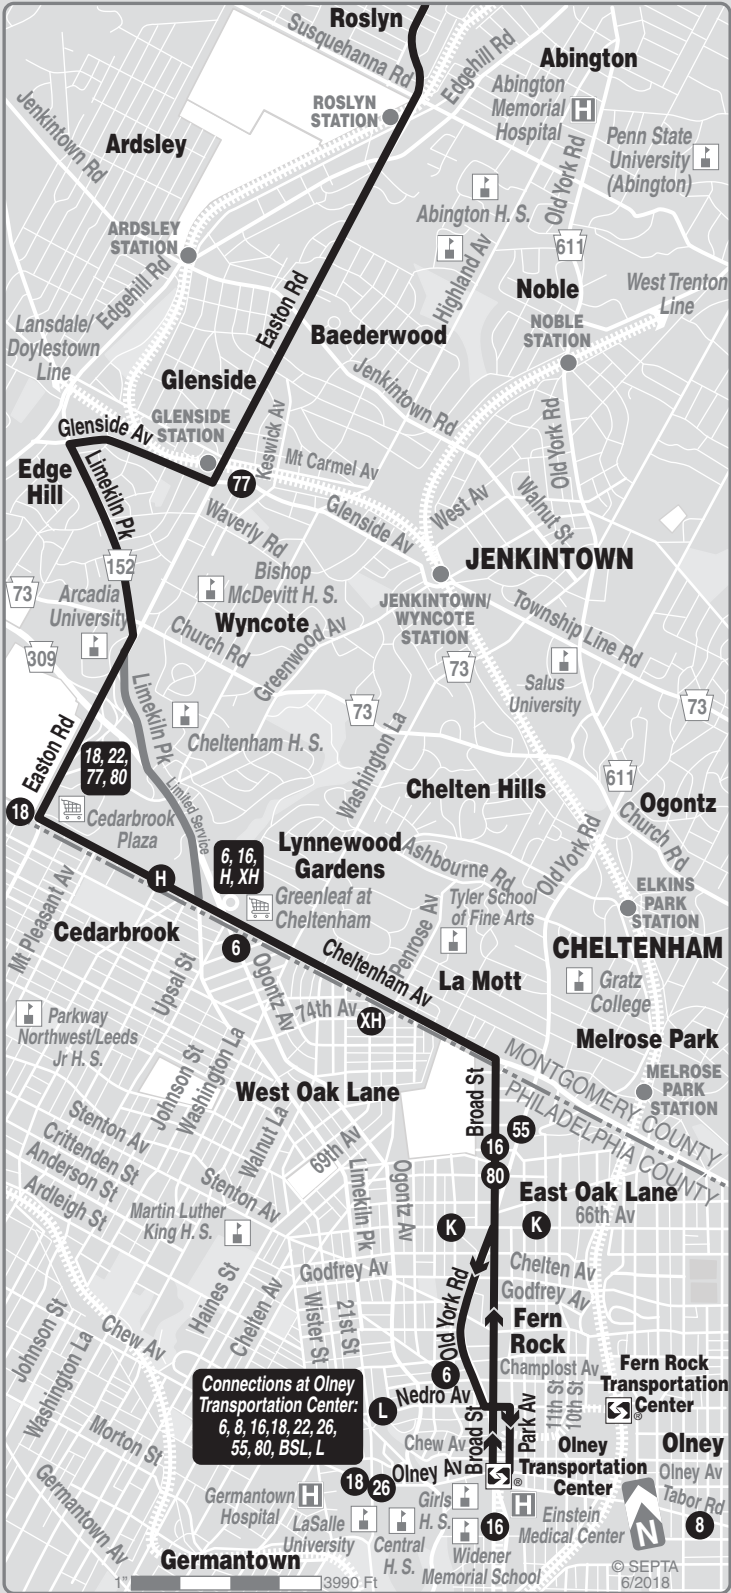 Roslyn
Susquehanna Rd
Edgehill Rd
Abington
Abington
Memorial
Hospital
H
ROSLYN
STATION
Jenkintown Rd
Ardsley
Old York Rd
Penn State
University
(Abington)
Abington H. S.
ARDSLEY
STATION
Edgehill Rd
611
Highland Av
Easton Rd
Noble
West Trenton
Line
NOBLE
STATION
Lansdale/
Doylestown
Line
Baederwood
Glenside
Jenkintown Rd
GLENSIDE
STATION
Glenside Av
Keswick Av
Old York Rd
Edge
Hill
Limekiln Pk
77
Mt Carmel Av
Glenside Av
West Av
Walnut St
Waverly Rd
JENKINTOWN
152
73
Arcadia
University
Bishop
McDevitt H. S.
JENKINTOWN/
WYNCOTE
STATION
Township Line Rd
Wyncote
Church Rd
Greenwood Av
309
73
Salus
University
Limekiln Pk
73
73
Easton Rd
Cheltenham H. S.
Washington La
18, 22,
77, 80
611
Limited Service
Chelten Hills
Ogontz
18
Cedarbrook
Plaza
Church Rd
Old York Rd
6, 16,
H, XH
Lynnewood
Gardens
Ashbourne Rd
H
Greenleaf at
Cheltenham
Tyler School
of Fine Arts
ELKINS
PARK
STATION
Mt Pleasant Av
Cedarbrook
6
Penrose Av
CHELTENHAM
Cheltenham Av
La Mott
Gratz
College
Upsal St
Ogontz Av
74th Av
XH
Parkway
Northwest/Leeds
Jr H. S.
Melrose Park
MONTGOMERY COUNTY
PHILADELPHIA COUNTY
MELROSE
PARK
STATION
Johnson St
Washington La
West Oak Lane
Broad St
55
16
80
Stenton Av
Crittenden St
Anderson St
Ardleigh St
Walnut La
69th Av
Stenton Av
Limekiln Pk
Ogontz Av
East Oak Lane
66th Av
Martin Luther
King H. S.
K
K
Godfrey Av
Chelten Av
Godfrey Av
Haines St
Chelten Av
Wister St
21st St
Old York Rd
Fern
Rock
Johnson St
Washington La
Chew Av
6
Champlost Av
Fern Rock
Transportation
Center
®
Connections at Olney
Transportation Center:
6, 8, 16,18, 22, 26,
55, 80, BSL, L
L
Nedro Av
Broad St
Park Av
11th St
10th St
Chew Av
Olney
Morton St
Olney Av
®
Olney
Transportation
Center
Olney Av
Tabor Rd
18
26
Germantown Av
Germantown
Hospital
H
Girls
H. S.
H
Einstein
Medical Center
N
8
LaSalle
University
Central
H. S.
16
Widener
Memorial School
Germantown
1"
3990 Ft
© SEPTA
6/2018